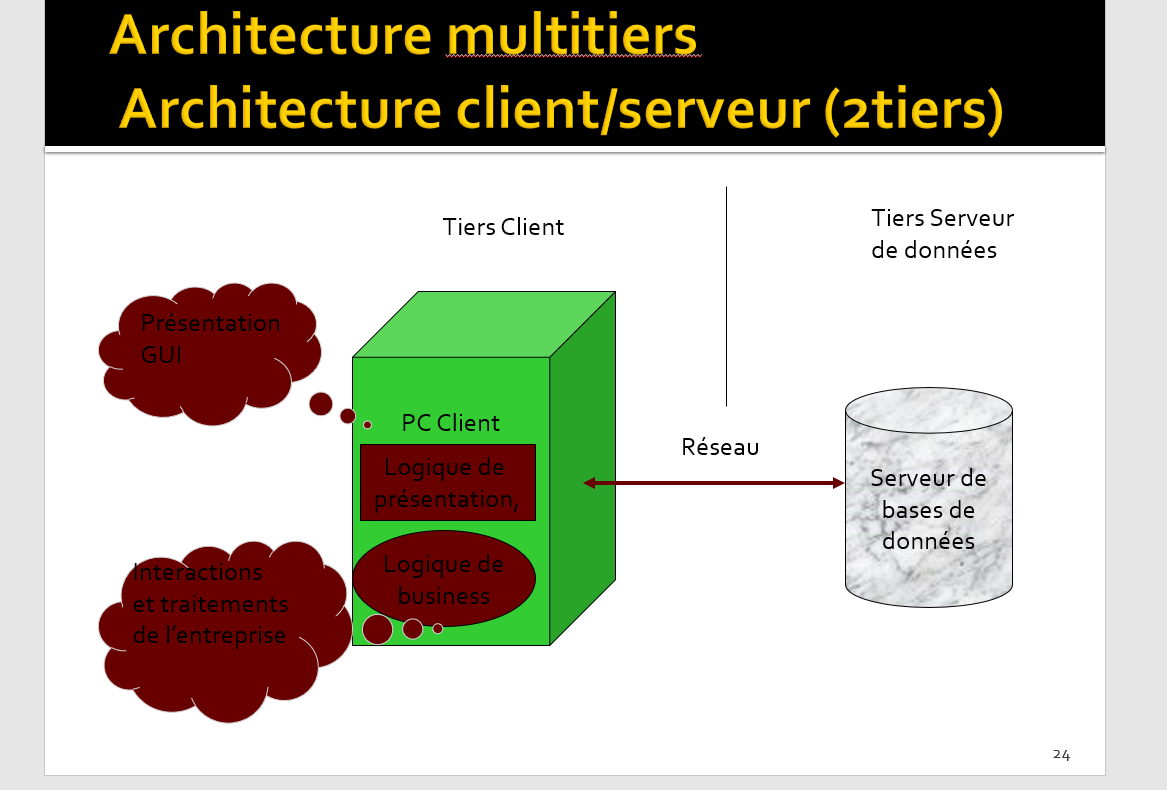 Architecture multitiers
Architecture client/serveur (2tiers)
Tiers Client
Tiers Serveur
de données
Présentation
GUI
PC Client
Logique de
présentation,
Réseau
Serveur de
bases de
données
Logique de
business
Interactions
et traitements
de l’entreprise
24